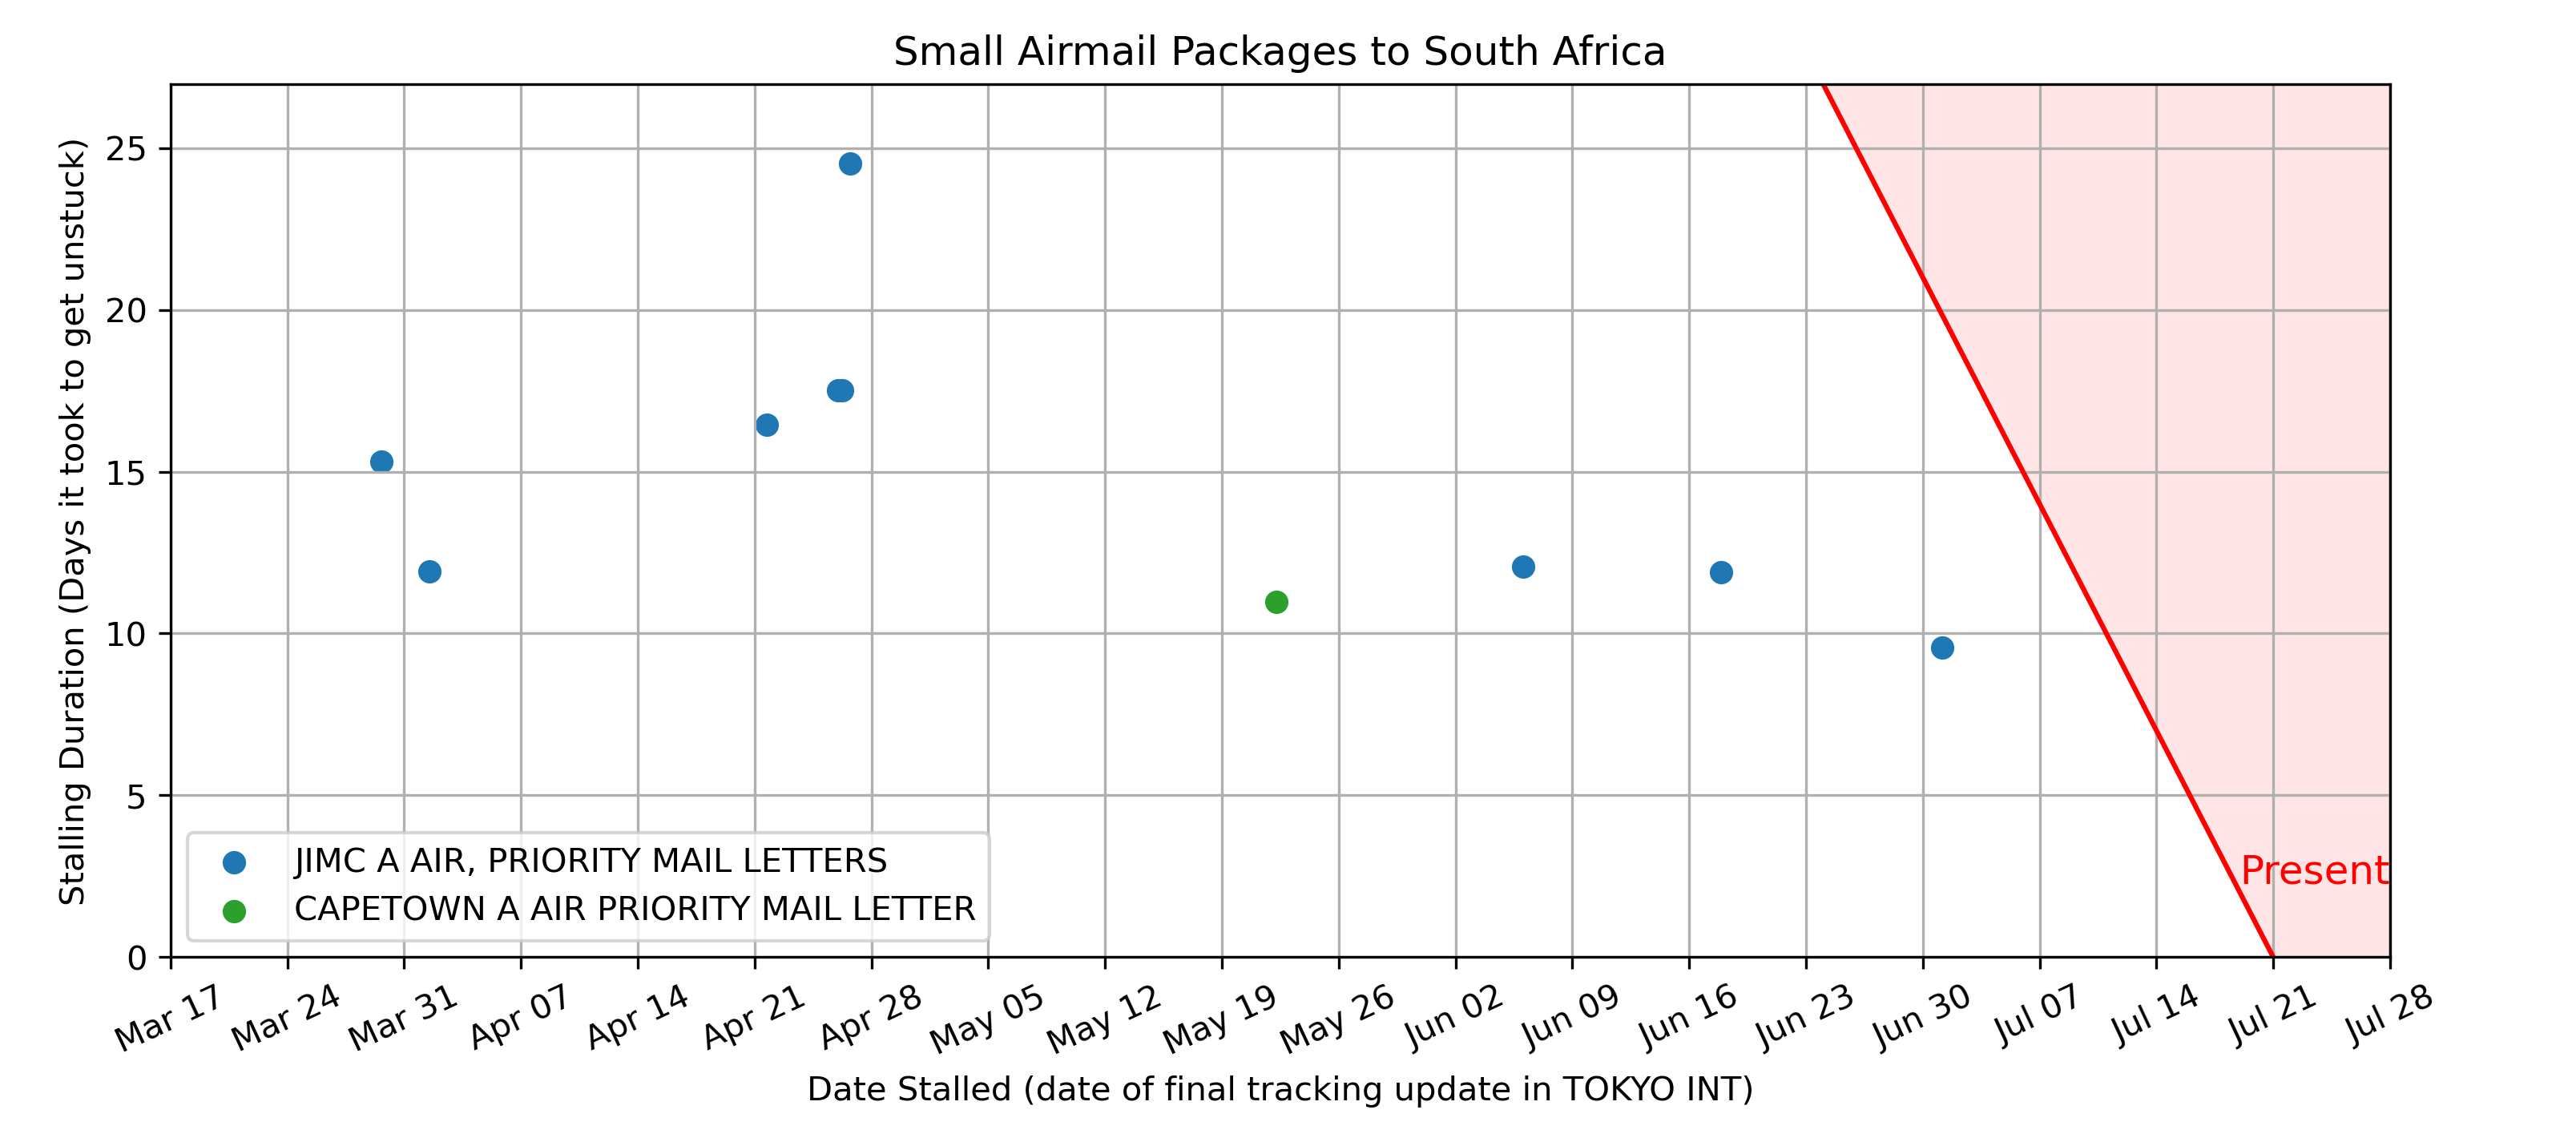 Small Airmail Packages to South Africa
Stalling Duration (Days it took to get unstuck)
25
20
15
10
5
0
Present
JIMC A AIR, PRIORITY MAIL LETTERS
CAPETOWN A AIR PRIORITY MAIL LETTER
Mar 17 Mar 24 Mar 31 Apr 07 Apr 14 Apr 21 Apr 28 May 05 May 12 May 19 May 26 Jun 02 Jun 09 Jun 16 Jun 23 Jun 30 Jul 07 Jul 14 Jul 21 Jul 28
Date Stalled (date of final tracking update in TOKYO INT)